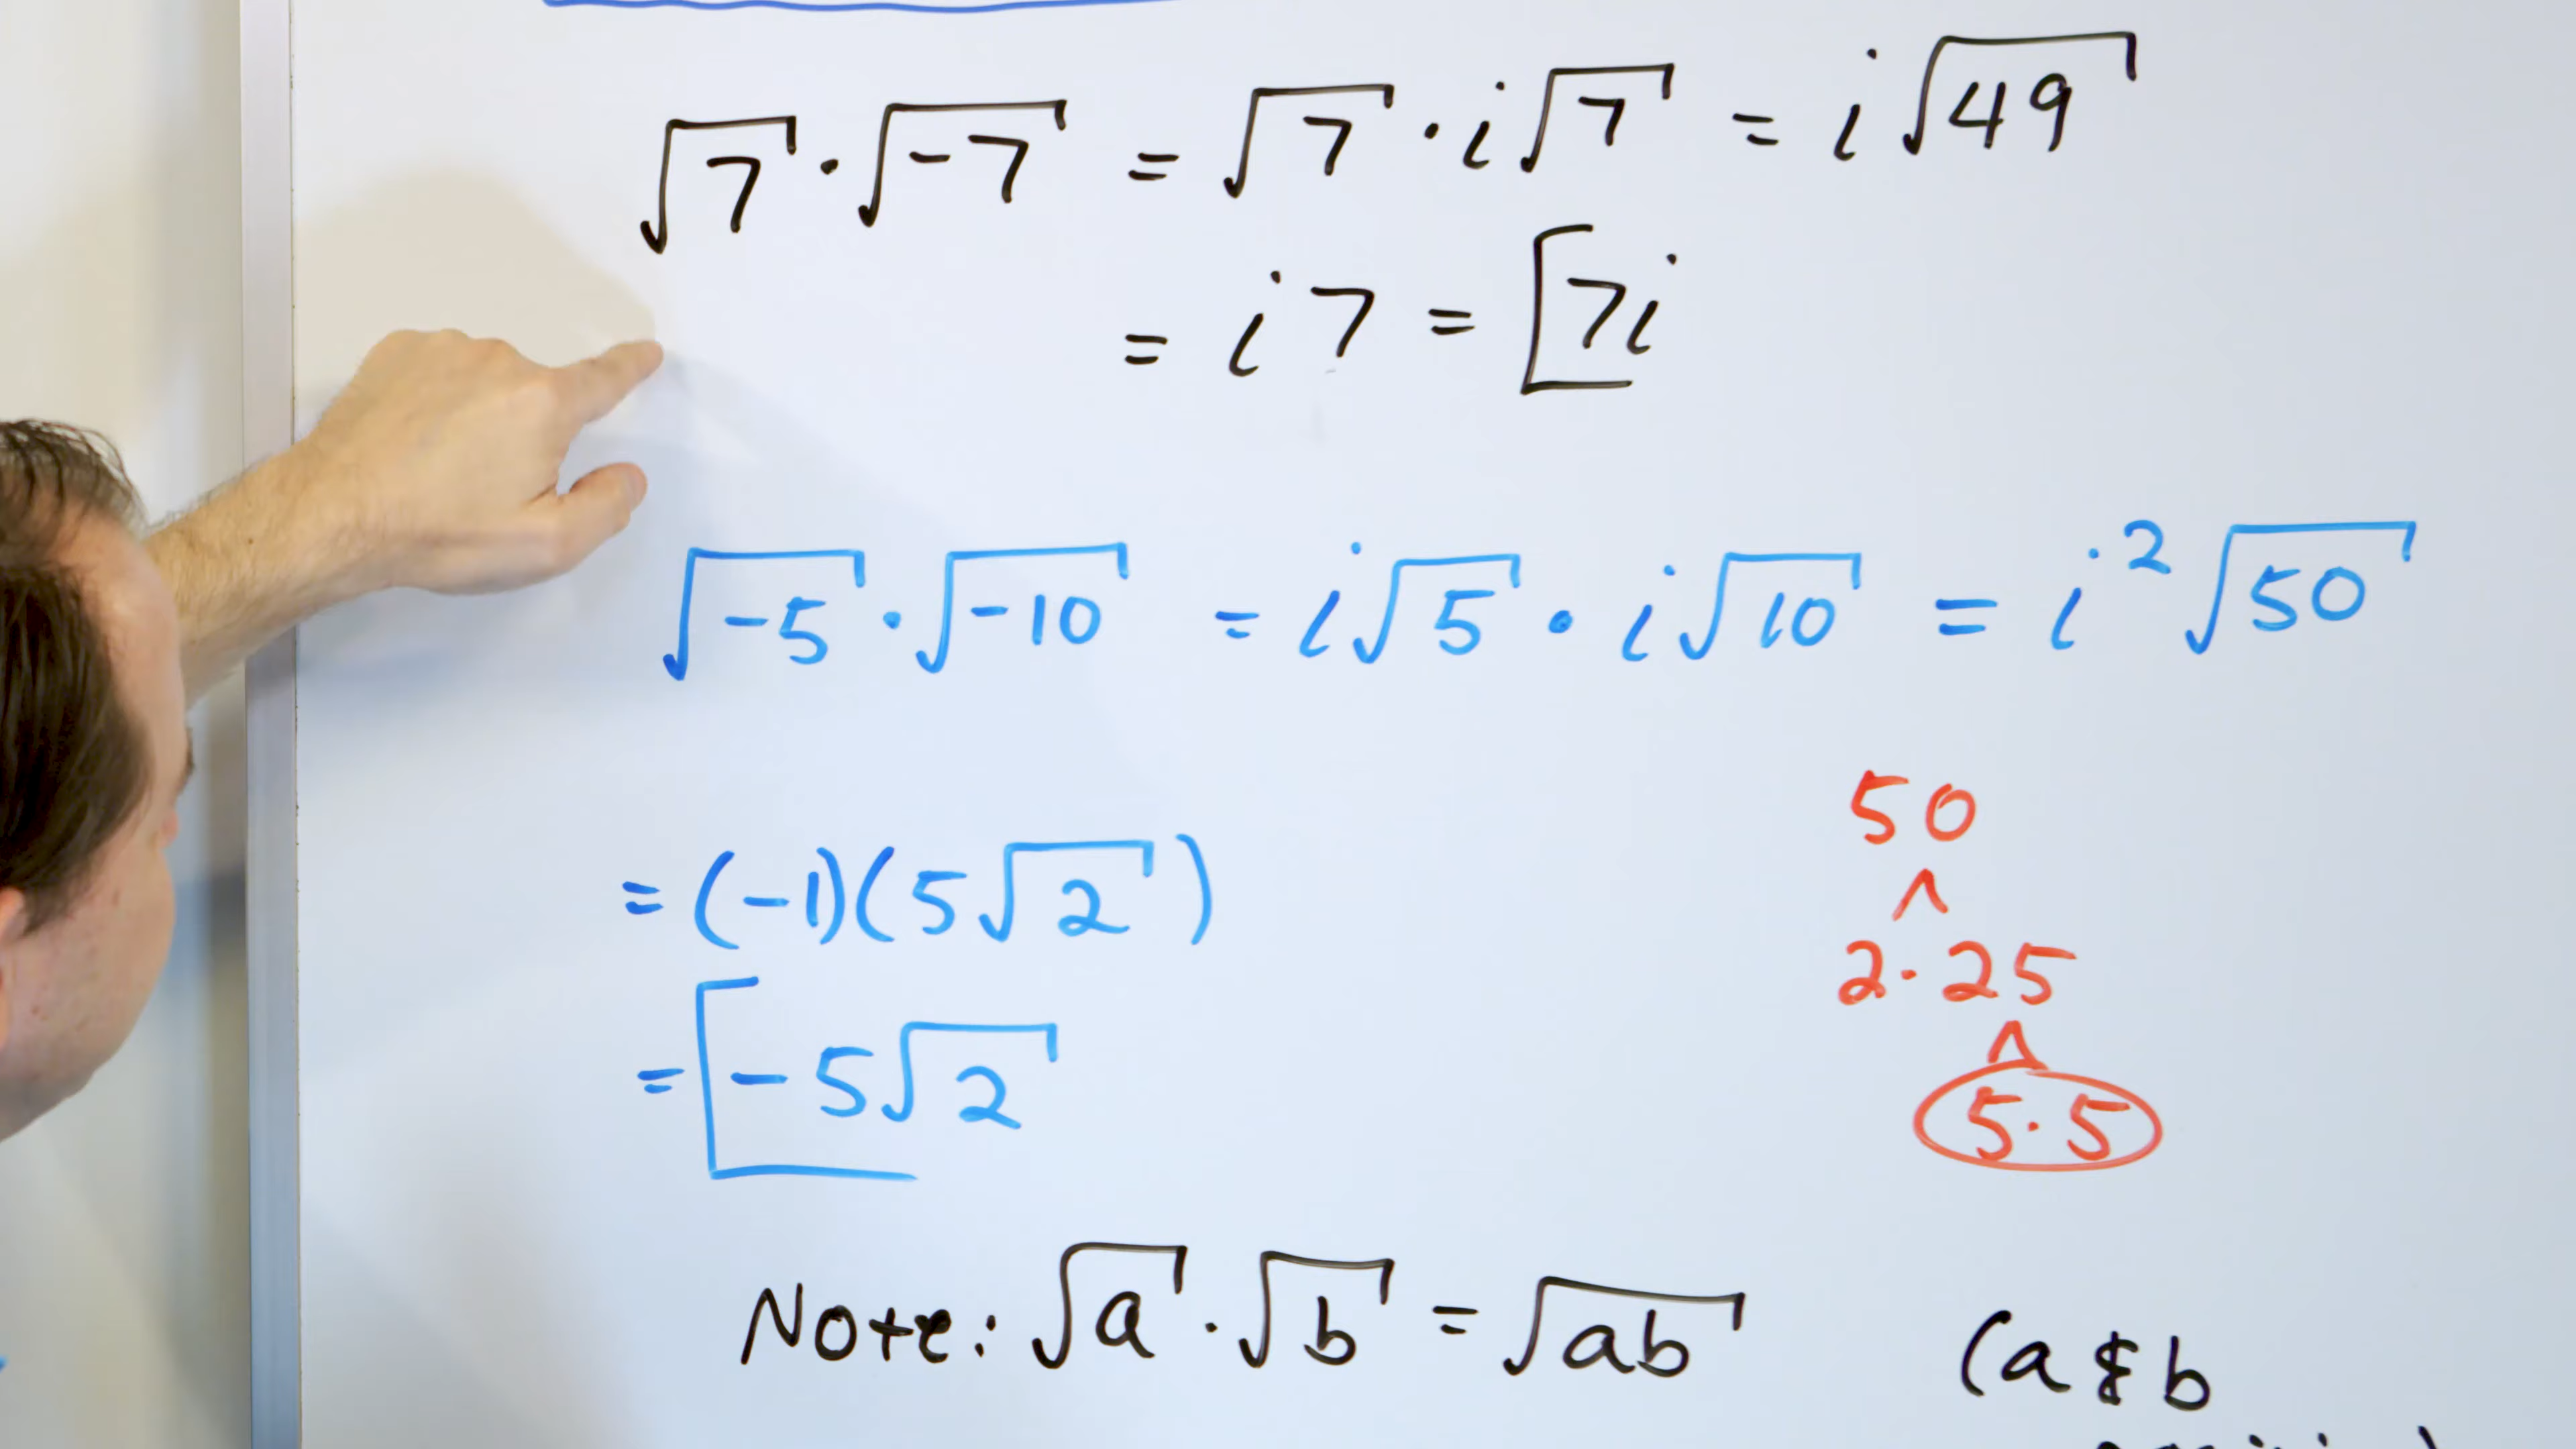 √7 · √-7 = √7 · i√7 = i√49
= i7 = 7i
√-5 · √-10 = i√5 · i√10 = i²√50
= (-1)(5√2)
= -5√2
50
2 · 25
5 · 5
Note: √a · √b = √ab (a & b